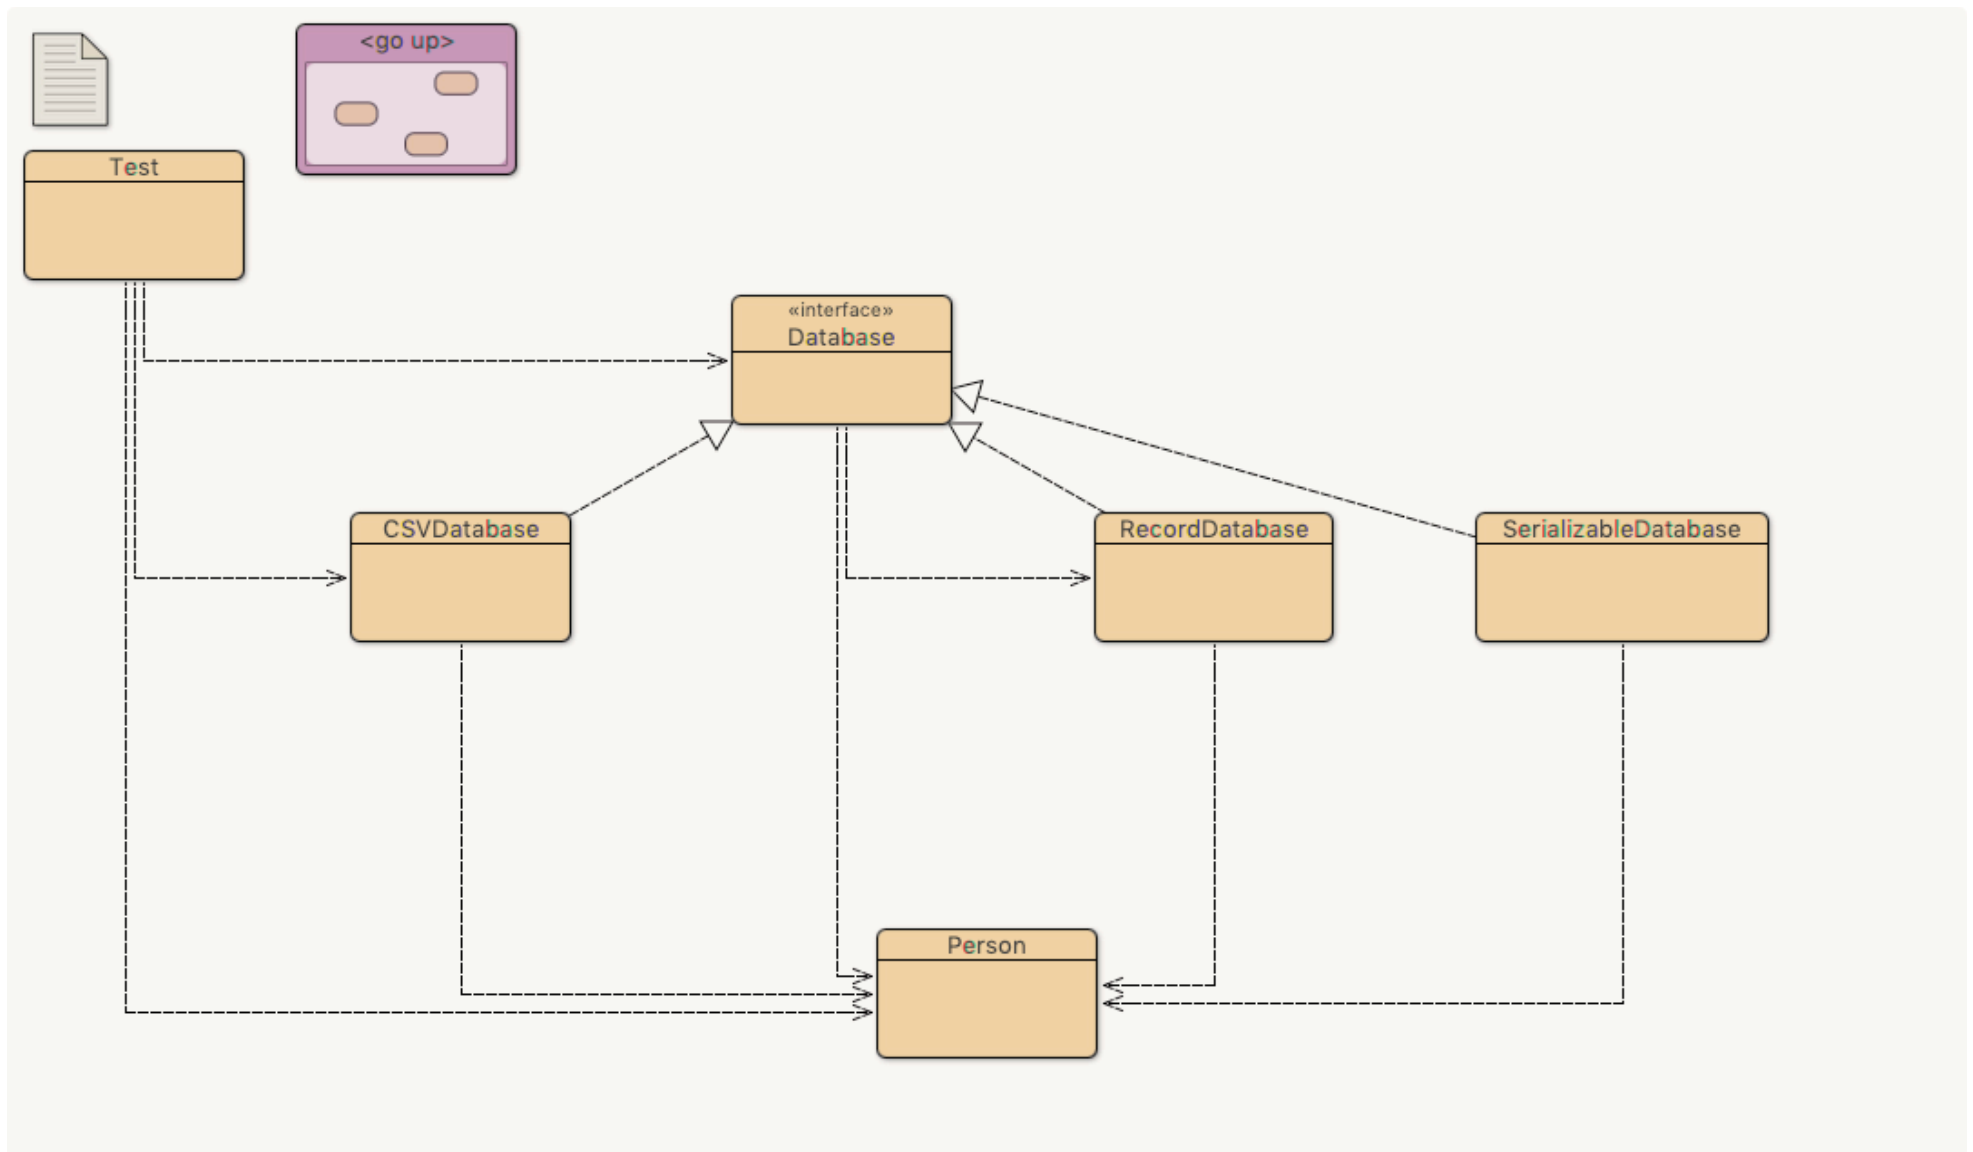 <go up>
Test
«interface»
Database
CSVDatabase
RecordDatabase
SerializableDatabase
Person